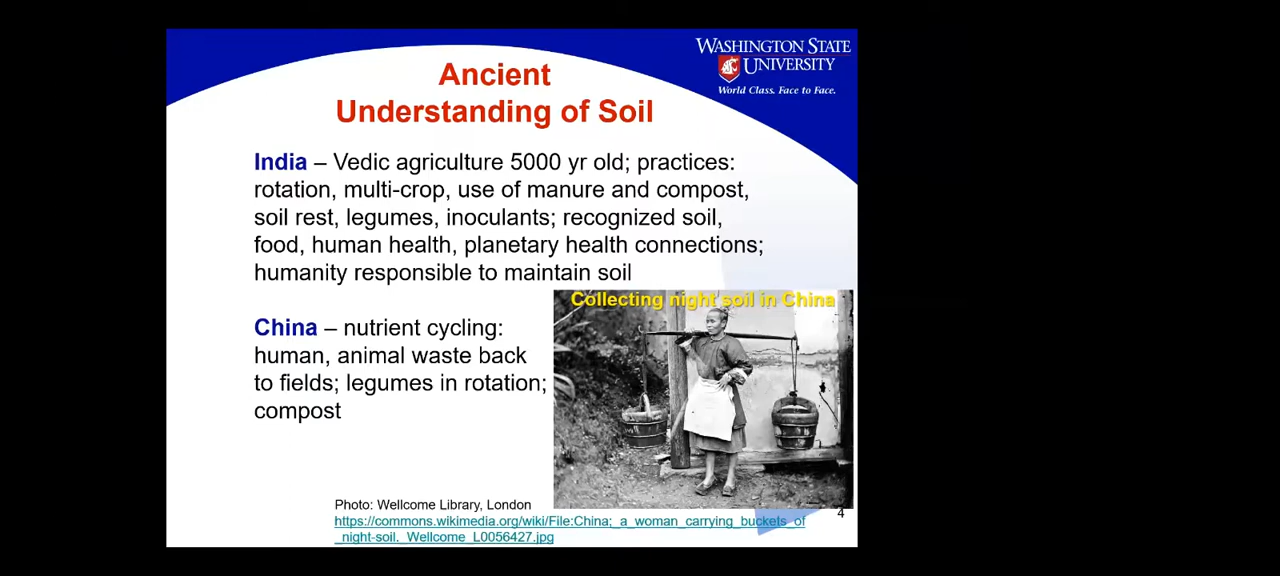 WASHINGTON STATE
UNIVERSITY
World Class. Face to Face.
Ancient
Understanding of Soil
India – Vedic agriculture 5000 yr old; practices:
rotation, multi-crop, use of manure and compost,
soil rest, legumes, inoculants; recognized soil,
food, human health, planetary health connections;
humanity responsible to maintain soil
Collecting night soil in China
China – nutrient cycling:
human, animal waste back
to fields; legumes in rotation;
compost
Photo: Wellcome Library, London
https://commons.wikimedia.org/wiki/File:China;_a_woman_carrying_buckets_of
_night-soil._Wellcome_L0056427.jpg
4